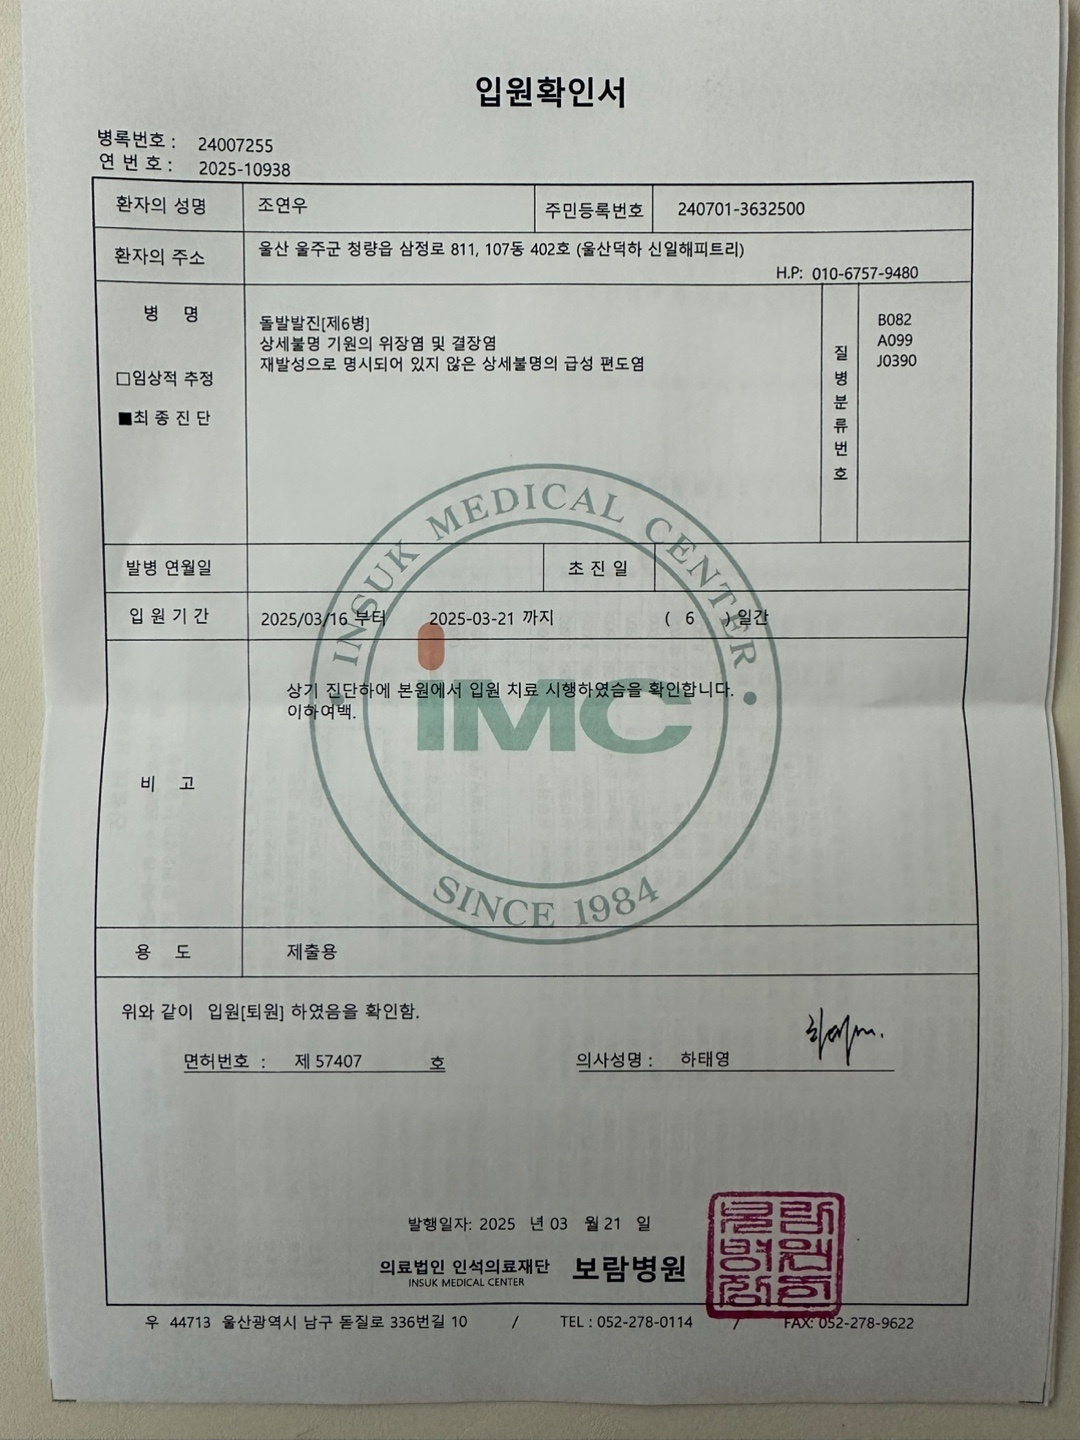 입원확인서
병록번호 : 24007255
연 번 호 : 2025-10938
환자의 성명 조연우 주민등록번호 240701-3632500
환자의 주소 울산 울주군 청량읍 삼정로 811, 107동 402호 (울산덕하 신일해피트리)
H.P: 010-6757-9480
병 명
□임상적 추정
■최 종 진 단
돌발발진[제6병]
상세불명 기원의 위장염 및 결장염
재발성으로 명시되어 있지 않은 상세불명의 급성 편도염
질병분류번호
B082
A099
J0390
발병 연월일 초 진 일
입 원 기 간 2025/03/16 부터 2025-03-21 까지 ( 6 ) 일간
비 고
상기 진단하에 본원에서 입원 치료 시행하였슴을 확인합니다.
이하여백.
INSUK MEDICAL CENTER
iMC
SINCE 1984
용 도 제출용
위와 같이 입원[퇴원] 하였음을 확인함.
면허번호 : 제 57407 호 의사성명 : 하태영
발행일자: 2025 년 03 월 21 일
의료법인 인석의료재단 보람병원
INSUK MEDICAL CENTER
우 44713 울산광역시 남구 돋질로 336번길 10 / TEL : 052-278-0114 / FAX: 052-278-9622